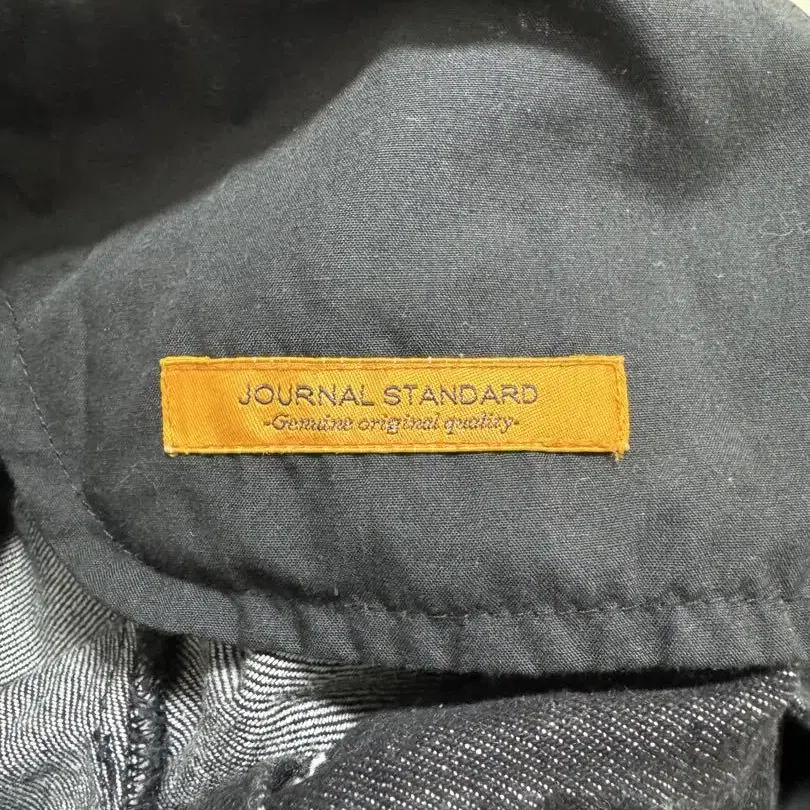 JOURNAL STANDARD
-Genuine original quality-